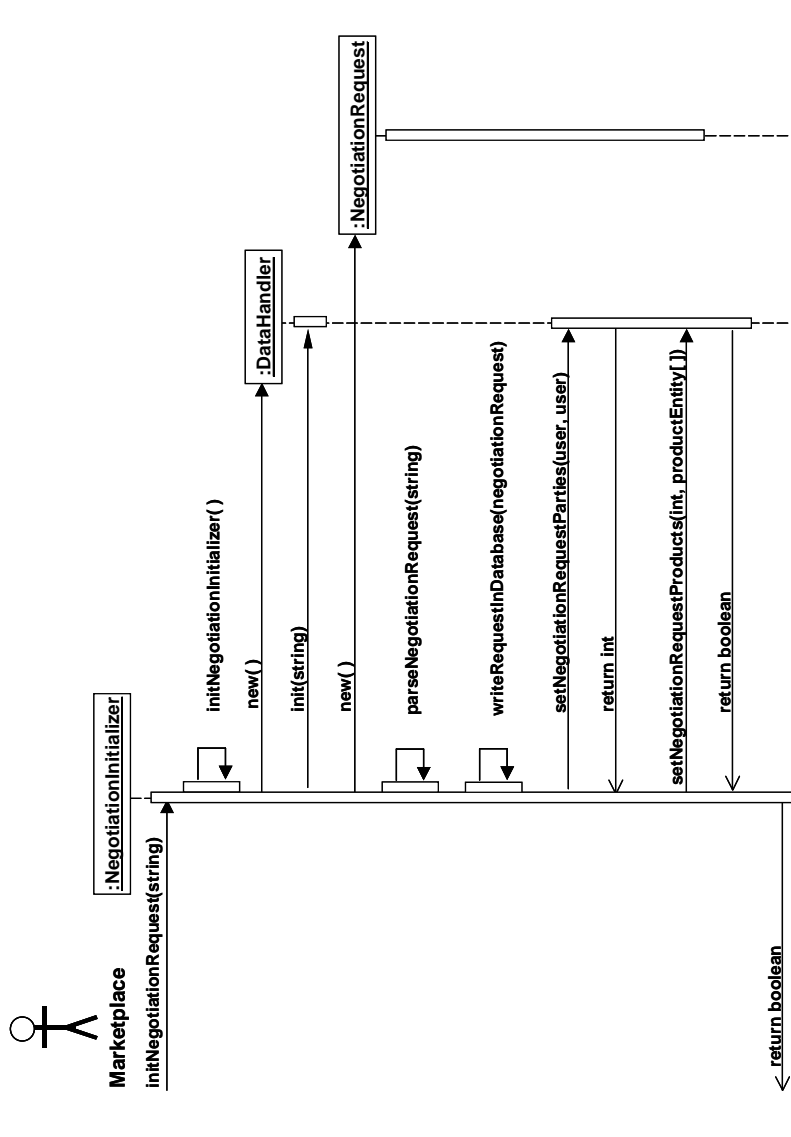 Marketplace
:NegotiationInitializer
:DataHandler
:NegotiationRequest
initNegotiationRequest(string)
initNegotiationInitializer( )
new( )
init(string)
new( )
parseNegotiationRequest(string)
writeRequestInDatabase(negotiationRequest)
setNegotiationRequestParties(user, user)
return int
setNegotiationRequestProducts(int, productEntity[ ])
return boolean
return boolean